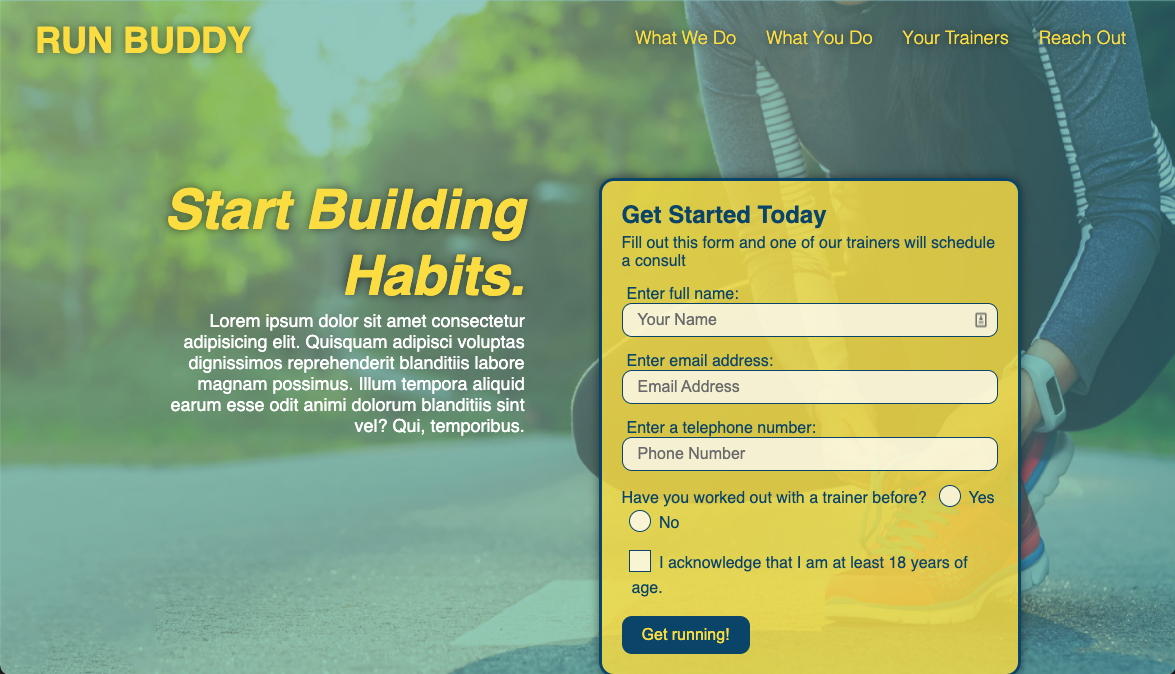 RUN BUDDY
What We Do
What You Do
Your Trainers
Reach Out
Start Building
Habits.
Lorem ipsum dolor sit amet consectetur
adipisicing elit. Quisquam adipisci voluptas
dignissimos reprehenderit blanditiis labore
magnam possimus. Illum tempora aliquid
earum esse odit animi dolorum blanditiis sint
vel? Qui, temporibus.
Get Started Today
Fill out this form and one of our trainers will schedule
a consult
Enter full name:
Your Name
Enter email address:
Email Address
Enter a telephone number:
Phone Number
Have you worked out with a trainer before? Yes
No
I acknowledge that I am at least 18 years of
age.
Get running!